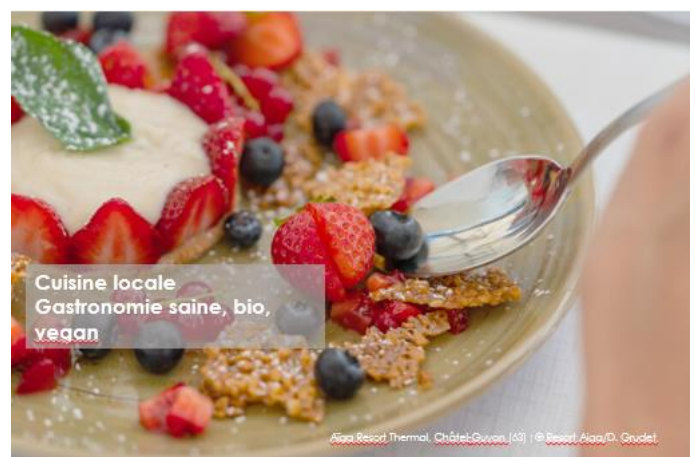 Cuisine locale
Gastronomie saine, bio,
vegan
Aïga Resort Thermal, Châtel-Guyon (63) | © Resort Aïga/D. Grudet